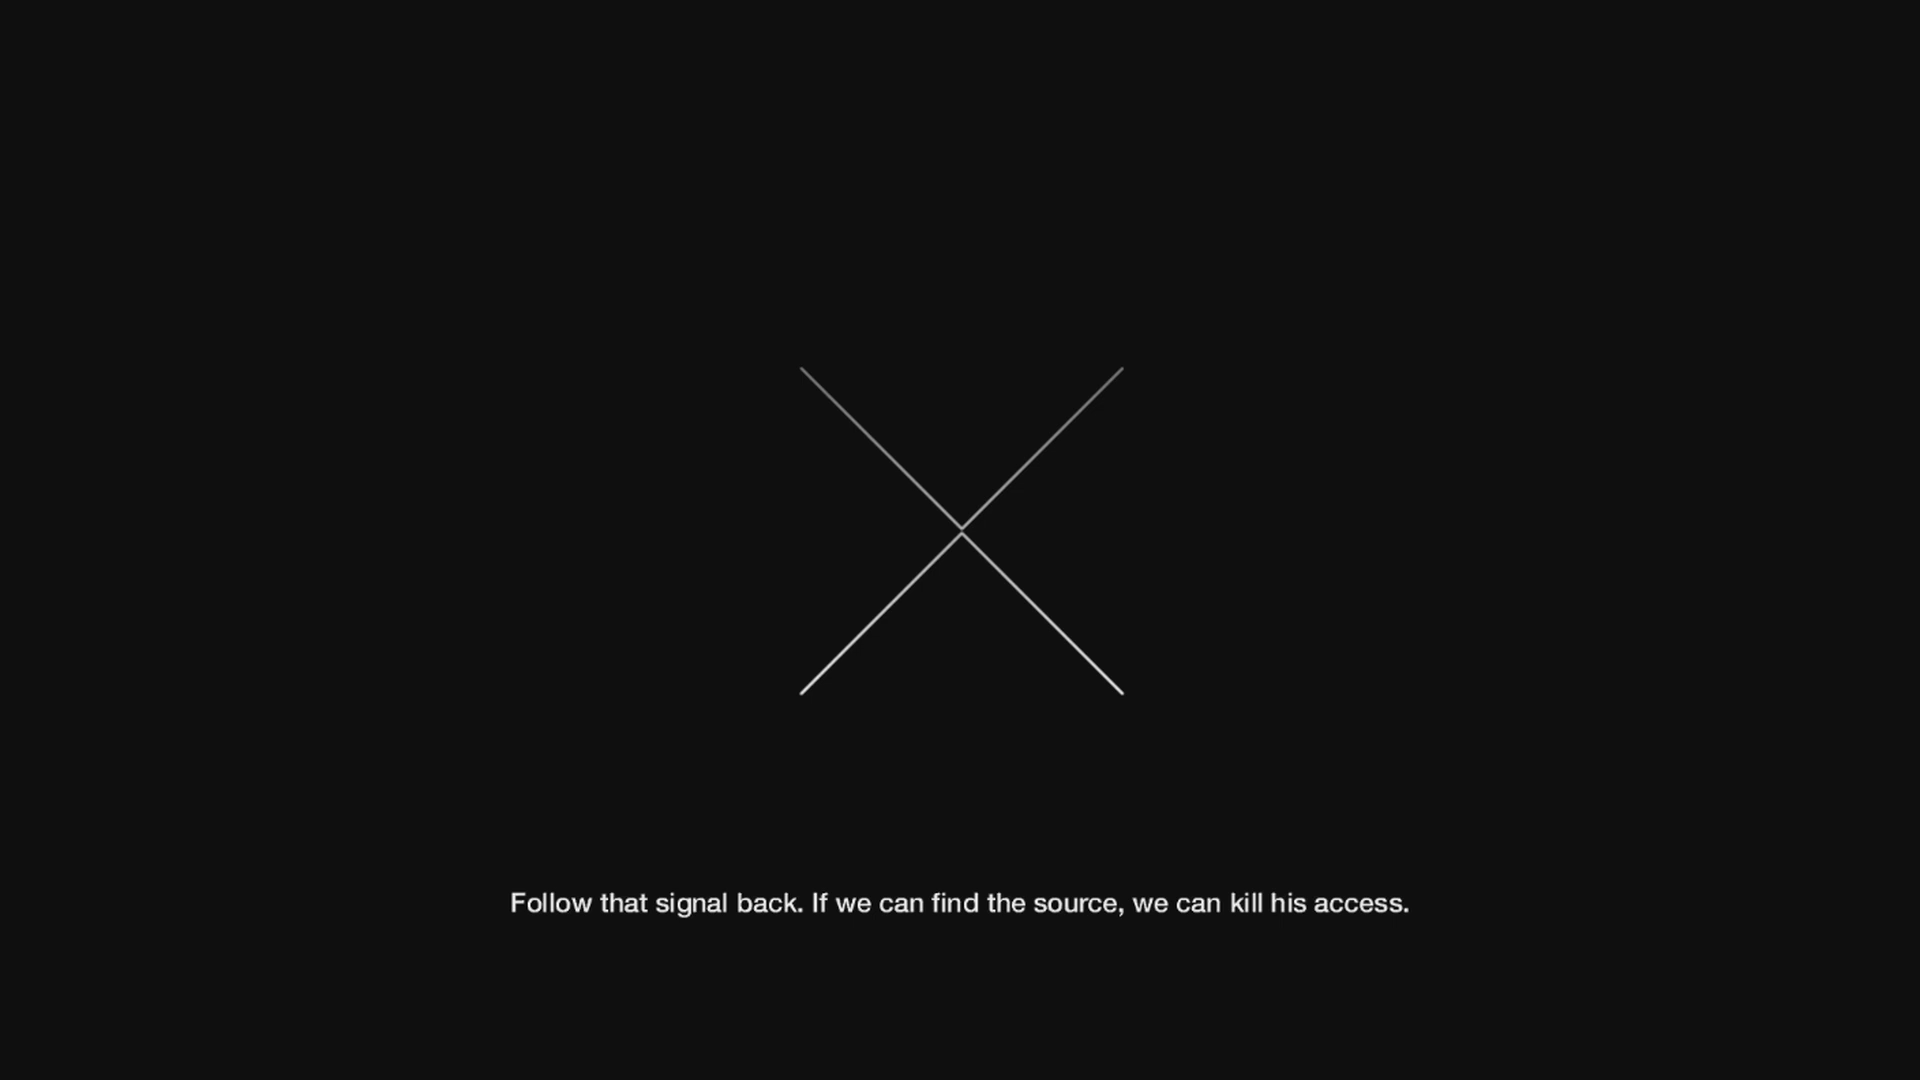 Follow that signal back. If we can find the source, we can kill his access.